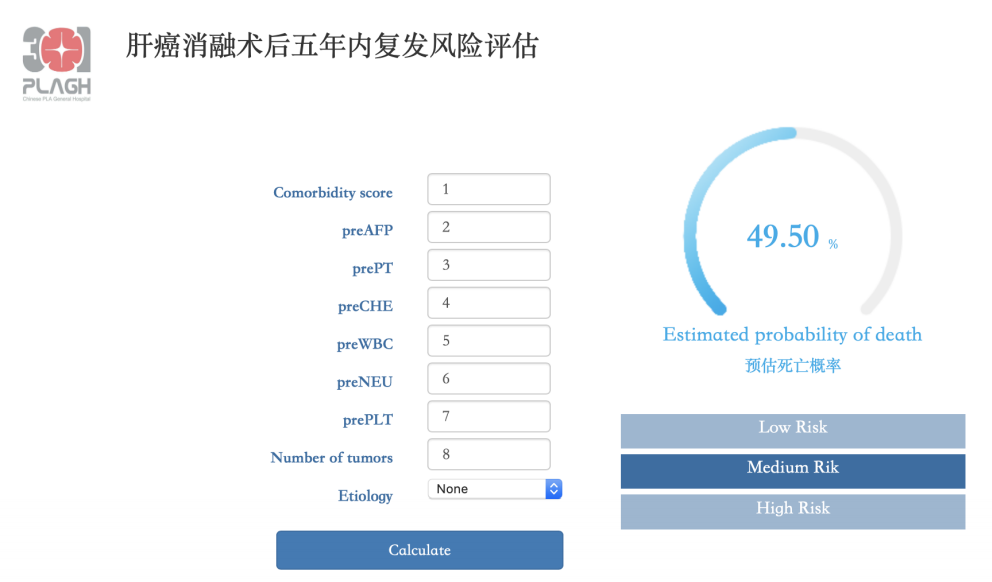 301
PLAGH
Chinese PLA General Hospital
肝癌消融术后五年内复发风险评估
Comorbidity score 1
preAFP 2
prePT 3
preCHE 4
preWBC 5
preNEU 6
prePLT 7
Number of tumors 8
Etiology None
Calculate
49.50 %
Estimated probability of death
预估死亡概率
Low Risk
Medium Rik
High Risk